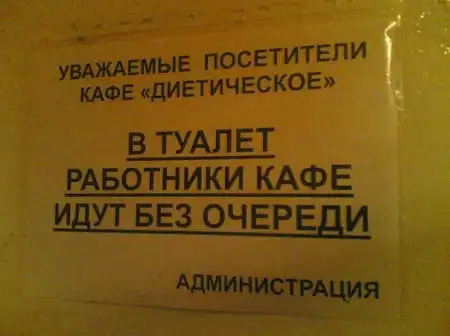 УВАЖАЕМЫЕ ПОСЕТИТЕЛИ
КАФЕ «ДИЕТИЧЕСКОЕ»
В ТУАЛЕТ
РАБОТНИКИ КАФЕ
ИДУТ БЕЗ ОЧЕРЕДИ
АДМИНИСТРАЦИЯ